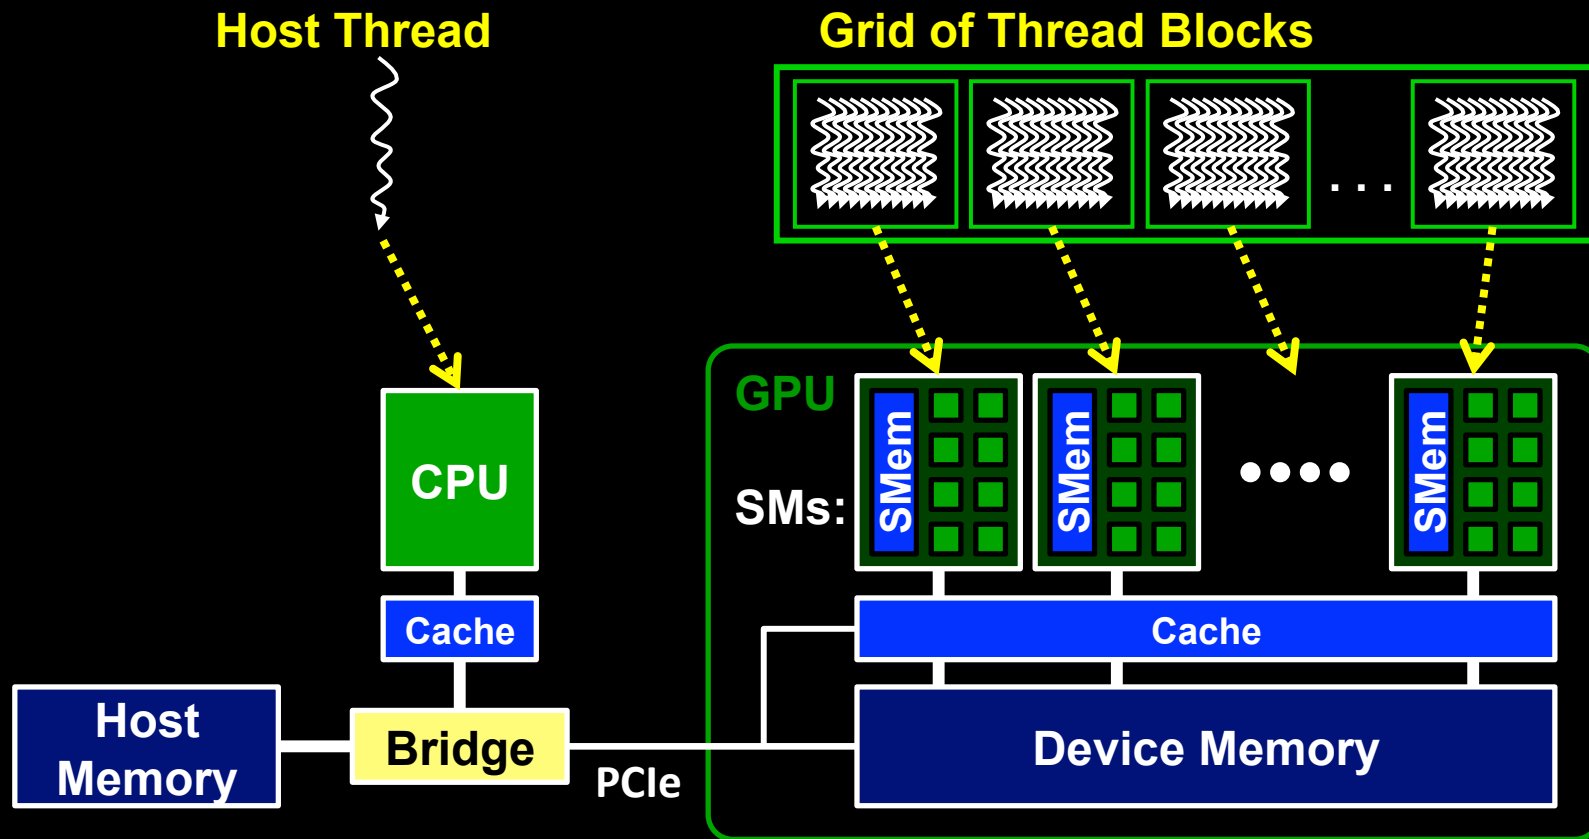 Host Thread
Grid of Thread Blocks
. . .
GPU
SMs:
SMem
SMem
SMem
CPU
Cache
Cache
Host
Memory
Bridge
PCIe
Device Memory